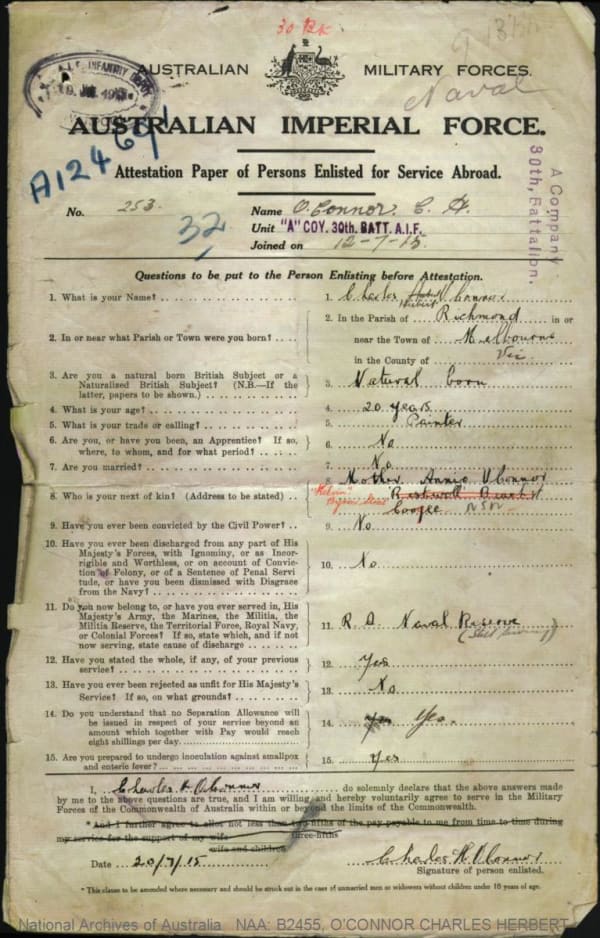 30 Bn
A.I.F. INFANTRY DEPOT
AUSTRALIAN MILITARY FORCES.
Naval
AUSTRALIAN IMPERIAL FORCE.
A12464
Attestation Paper of Persons Enlisted for Service Abroad.
A Company
30th, Battalion.
No. 253. Name O'Connor. C. H.
32 Unit "A" COY. 30th. BATT. A.I.F.
Joined on 12-7-15.
Questions to be put to the Person Enlisting before Attestation.
1. What is your Name? 1. Charles Herbert O'Connor
2. In or near what Parish or Town were you born? 2. In the Parish of Richmond in or
near the Town of Melbourne
in the County of Vic
3. Are you a natural born British Subject or a
Naturalized British Subject? (N.B.—If the
latter, papers to be shown.) 3. Natural born
4. What is your age? 4. 20 years
5. What is your trade or calling? 5. Painter
6. Are you, or have you been, an Apprentice? If so,
where, to whom, and for what period? 6. No
7. Are you married? 7. No
8. Who is your next of kin? (Address to be stated) 8. Mother Annie O'Connor
"Kelvin"
Byron Street
Coogee NSW
9. Have you ever been convicted by the Civil Power? 9. No
10. Have you ever been discharged from any part of His
Majesty's Forces, with Ignominy, or as Incor-
rigible and Worthless, or on account of Convic-
tion of Felony, or of a Sentence of Penal Servi
tude, or have you been dismissed with Disgrace
from the Navy? 10. No
11. Do you now belong to, or have you ever served in, His
Majesty's Army, the Marines, the Militia, the
Militia Reserve, the Territorial Force, Royal Navy,
or Colonial Forces? If so, state which, and if not
now serving, state cause of discharge 11. R. A. Naval Reserve
(Still serving)
12. Have you stated the whole, if any, of your previous
service? 12. Yes
13. Have you ever been rejected as unfit for His Majesty's
Service? If so, on what grounds? 13. No
14. Do you understand that no Separation Allowance will
be issued in respect of your service beyond an
amount which together with Pay would reach
eight shillings per day. 14. Yes Yes.
15. Are you prepared to undergo inoculation against smallpox
and enteric fever? 15. Yes
I, Charles H O'Connor do solemnly declare that the above answers made
by me to the above questions are true, and I am willing and hereby voluntarily agree to serve in the Military
Forces of the Commonwealth of Australia within or beyond the limits of the Commonwealth.
*And I further agree to allot not less than two-fifths of the pay payable to me from time to time during
three-fifths
my service for the support of my wife
wife and children
Date 20/7/15 Charles H. O'Connor
Signature of person enlisted.
* This clause to be amended where necessary and should be struck out in the case of unmarried men or widowers without children under 16 years of age.
National Archives of Australia NAA: B2455, O'CONNOR CHARLES HERBERT